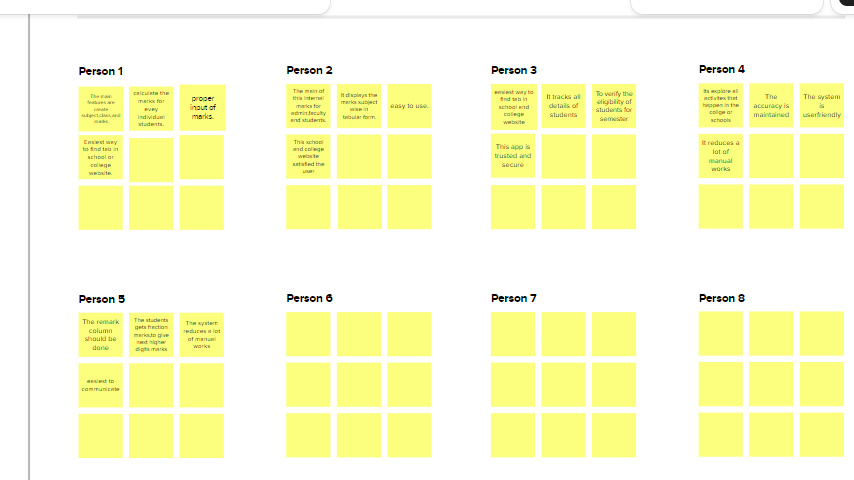 Person 1
The main
features are
create
subject,class,and
marks.
calculate the
marks for
evey
individual
students.
proper
input of
marks.
Easiest way
to find tab in
school or
college
website.
Person 2
The main of
this internal
marks for
admin,faculty
and students.
It displays the
marks subject
wise in
tabular form.
easy to use.
This school
and college
website
satisfied the
user
Person 3
easiest way to
find tab in
school and
college
website
It tracks all
details of
students
To verify the
eligibility of
students for
semester
This app is
trusted and
secure
Person 4
Its explore all
activites that
happen in the
collge or
schools
The
accuracy is
maintained
The system
is
userfriendly
It reduces a
lot of
manual
works
Person 5
The remark
column
should be
done
The students
gets fraction
marks,to give
next higher
digits marks
The system
reduces a lot
of manual
works
easiest to
communicate
Person 6
Person 7
Person 8